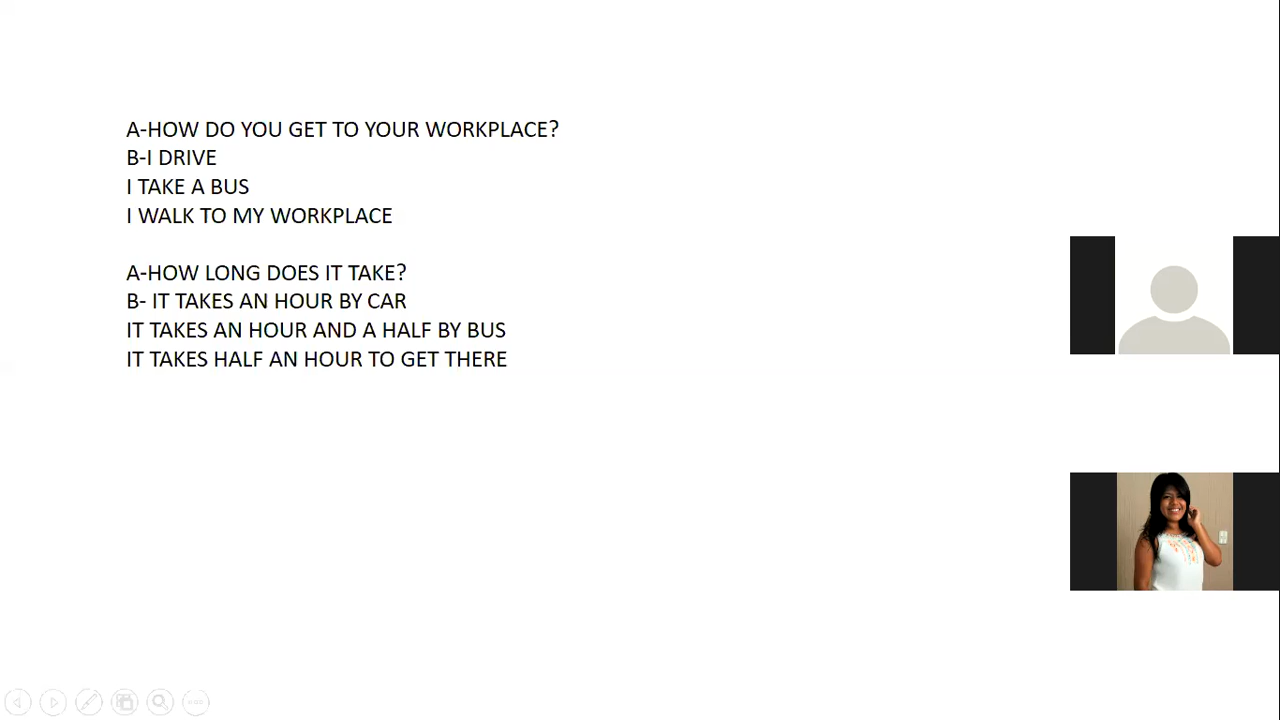 A-HOW DO YOU GET TO YOUR WORKPLACE?
B-I DRIVE
I TAKE A BUS
I WALK TO MY WORKPLACE
A-HOW LONG DOES IT TAKE?
B- IT TAKES AN HOUR BY CAR
IT TAKES AN HOUR AND A HALF BY BUS
IT TAKES HALF AN HOUR TO GET THERE